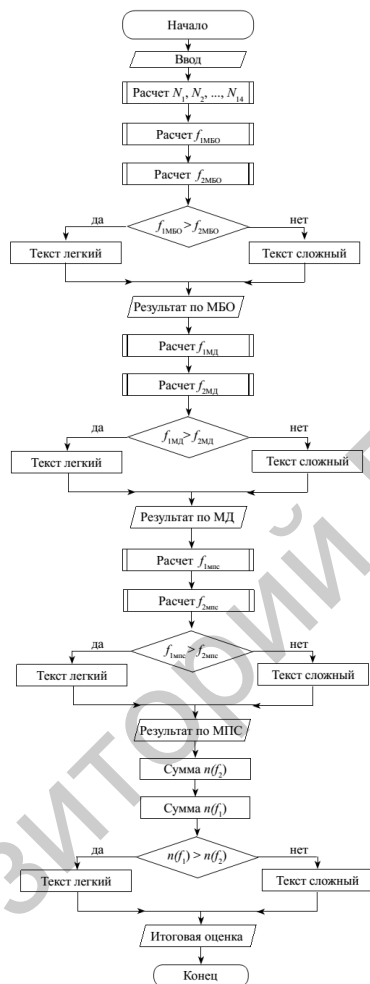 Начало
Ввод
Расчет N₁, N₂, ..., N₁₄
Расчет f₁МБО
Расчет f₂МБО
да
f₁МБО > f₂МБО
нет
Текст легкий
Текст сложный
Результат по МБО
Расчет f₁МД
Расчет f₂МД
да
f₁МД > f₂МД
нет
Текст легкий
Текст сложный
Результат по МД
Расчет f₁мпс
Расчет f₂мпс
да
f₁мпс > f₂мпс
нет
Текст легкий
Текст сложный
Результат по МПС
Сумма n(f₂)
Сумма n(f₁)
да
n(f₁) > n(f₂)
нет
Текст легкий
Текст сложный
Итоговая оценка
Конец